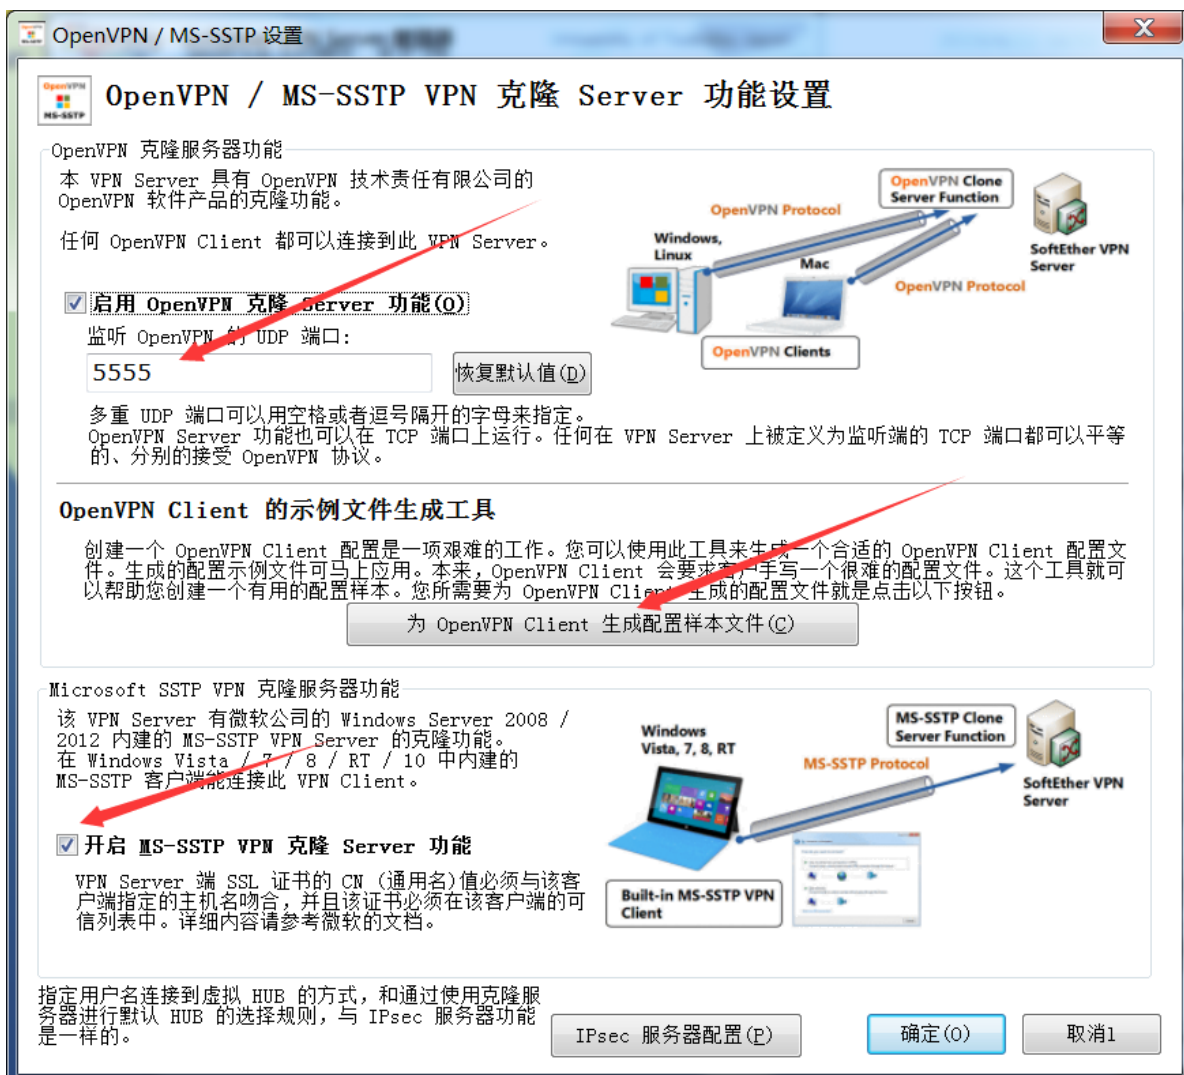 OpenVPN / MS-SSTP 设置
OpenVPN
MS-SSTP
OpenVPN / MS-SSTP VPN 克隆 Server 功能设置
OpenVPN 克隆服务器功能
本 VPN Server 具有 OpenVPN 技术责任有限公司的
OpenVPN 软件产品的克隆功能。
任何 OpenVPN Client 都可以连接到此 VPN Server。
OpenVPN Clone
Server Function
OpenVPN Protocol
Windows,
Linux
Mac
SoftEther VPN
Server
OpenVPN Protocol
OpenVPN Clients
启用 OpenVPN 克隆 Server 功能(O)
监听 OpenVPN 的 UDP 端口:
5555
恢复默认值(D)
多重 UDP 端口可以用空格或者逗号隔开的字母来指定。
OpenVPN Server 功能也可以在 TCP 端口上运行。任何在 VPN Server 上被定义为监听端的 TCP 端口都可以平等
的、分别的接受 OpenVPN 协议。
OpenVPN Client 的示例文件生成工具
创建一个 OpenVPN Client 配置是一项艰难的工作。您可以使用此工具来生成一个合适的 OpenVPN Client 配置文
件。生成的配置示例文件可马上应用。本来，OpenVPN Client 会要求客户手写一个很难的配置文件。这个工具就可
以帮助您创建一个有用的配置样本。您所需要为 OpenVPN Client 生成的配置文件就是点击以下按钮。
为 OpenVPN Client 生成配置样本文件(C)
Microsoft SSTP VPN 克隆服务器功能
该 VPN Server 有微软公司的 Windows Server 2008 /
2012 内建的 MS-SSTP VPN Server 的克隆功能。
在 Windows Vista / 7 / 8 / RT / 10 中内建的
MS-SSTP 客户端能连接此 VPN Client。
Windows
Vista, 7, 8, RT
MS-SSTP Clone
Server Function
MS-SSTP Protocol
SoftEther VPN
Server
Built-in MS-SSTP VPN
Client
开启 MS-SSTP VPN 克隆 Server 功能
VPN Server 端 SSL 证书的 CN (通用名)值必须与该客
户端指定的主机名吻合，并且该证书必须在该客户端的可
信列表中。详细内容请参考微软的文档。
指定用户名连接到虚拟 HUB 的方式，和通过使用克隆服
务器进行默认 HUB 的选择规则，与 IPsec 服务器功能
是一样的。
IPsec 服务器配置(P)
确定(O)
取消1